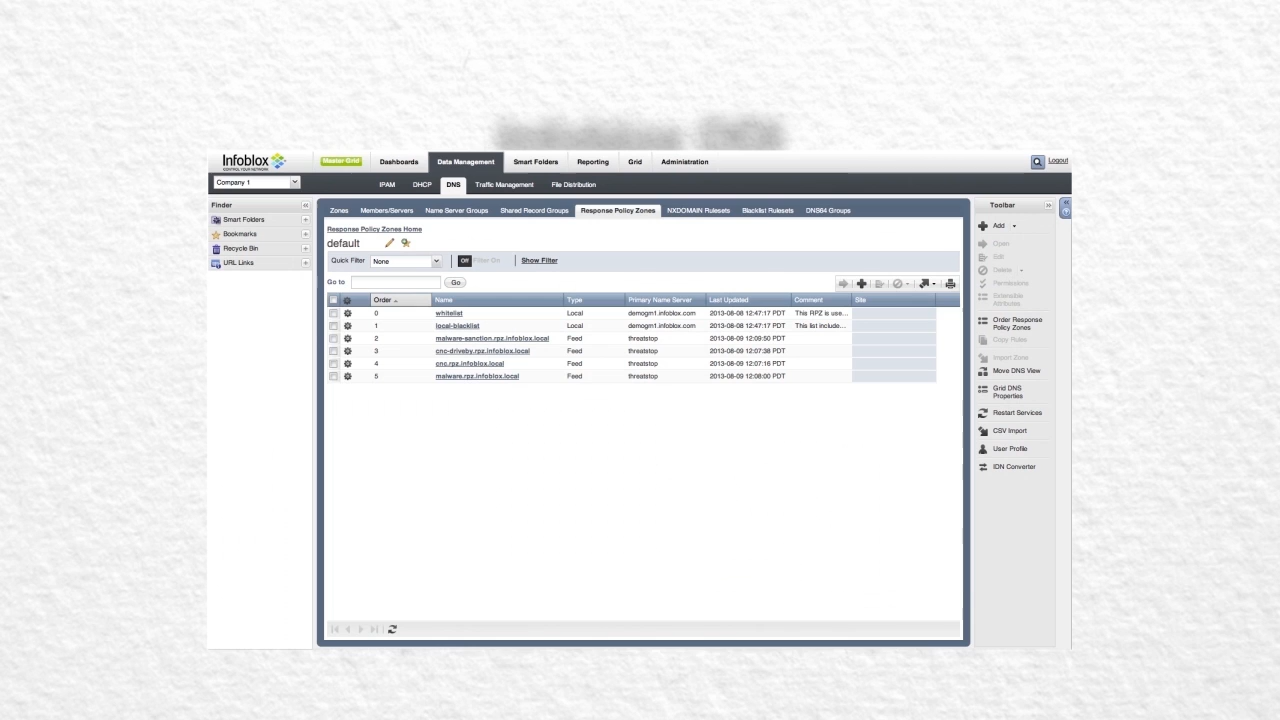 Infoblox
CONTROL YOUR NETWORK
Master Grid
Dashboards Data Management Smart Folders Reporting Grid Administration
Logout
Company 1
IPAM DHCP DNS Traffic Management File Distribution
Finder
Smart Folders
Bookmarks
Recycle Bin
URL Links
Zones Members/Servers Name Server Groups Shared Record Groups Response Policy Zones NXDOMAIN Rulesets Blacklist Rulesets DNS64 Groups
Response Policy Zones Home
default
Quick Filter None Off Filter On Show Filter
Go to Go
Order Name Type Primary Name Server Last Updated Comment Site
0 whitelist Local demogm1.infoblox.com 2013-08-08 12:47:17 PDT This RPZ is use...
1 local-blacklist Local demogm1.infoblox.com 2013-08-08 12:47:17 PDT This list include...
2 malware-sanction.rpz.infoblox.local Feed threatstop 2013-08-09 12:09:50 PDT
3 cnc-driveby.rpz.infoblox.local Feed threatstop 2013-08-09 12:07:38 PDT
4 cnc.rpz.infoblox.local Feed threatstop 2013-08-09 12:07:16 PDT
5 malware.rpz.infoblox.local Feed threatstop 2013-08-09 12:08:00 PDT
Toolbar
Add
Open
Edit
Delete
Permissions
Extensible
Attributes
Order Response
Policy Zones
Copy Rules
Import Zone
Move DNS View
Grid DNS
Properties
Restart Services
CSV Import
User Profile
IDN Converter